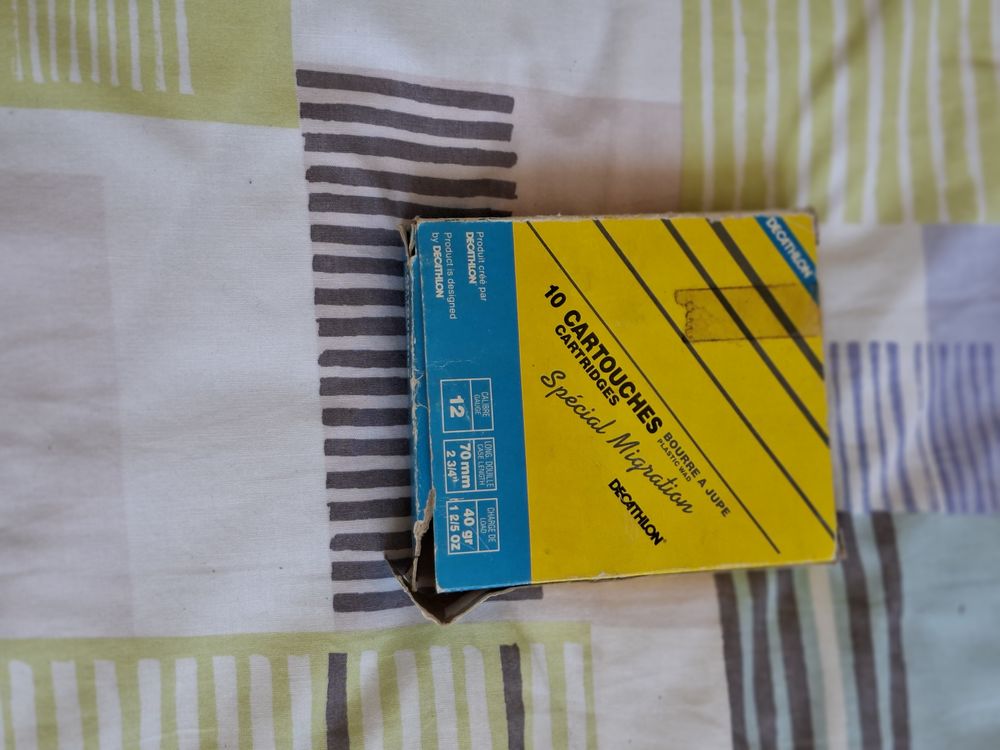 DECATHLON
10 CARTOUCHES
CARTRIDGES
BOURRE A JUPE
PLASTIC WAD
Spécial Migration
DECATHLON
Produit créé par
DECATHLON
Product is designed
by DECATHLON
CALIBRE
GAUGE
12
LONG. DOUILLE
CASE LENGTH
70 mm
2 3/4"
CHARGE DE
LOAD
40 gr
1 2/5 OZ